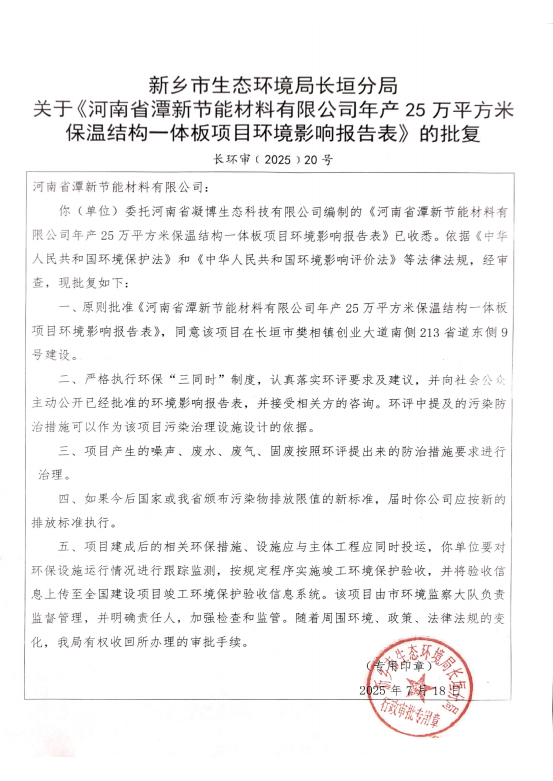 新乡市生态环境局长垣分局
关于《河南省潭新节能材料有限公司年产 25 万平方米
保温结构一体板项目环境影响报告表》的批复
长环审﹝2025﹞20 号
河南省潭新节能材料有限公司：
你（单位）委托河南省凝博生态科技有限公司编制的《河南省潭新节能材料有
限公司年产 25 万平方米保温结构一体板项目环境影响报告表》已收悉。依据《中华
人民共和国环境保护法》和《中华人民共和国环境影响评价法》等法律法规，经审
查，现批复如下：
一、原则批准《河南省潭新节能材料有限公司年产 25 万平方米保温结构一体板
项目环境影响报告表》，同意该项目在长垣市樊相镇创业大道南侧 213 省道东侧 9
号建设。
二、严格执行环保“三同时”制度，认真落实环评要求及建议，并向社会公众
主动公开已经批准的环境影响报告表，并接受相关方的咨询。环评中提及的污染防
治措施可以作为该项目污染治理设施设计的依据。
三、项目产生的噪声、废水、废气、固废按照环评提出来的防治措施要求进行
治理。
四、如果今后国家或我省颁布污染物排放限值的新标准，届时你公司应按新的
排放标准执行。
五、项目建成后的相关环保措施、设施应与主体工程应同时投运，你单位要对
环保设施运行情况进行跟踪监测，按规定程序实施竣工环境保护验收，并将验收信
息上传至全国建设项目竣工环境保护验收信息系统。该项目由市环境监察大队负责
监督管理，并明确责任人，加强检查和监管。随着周围环境、政策、法律法规的变
化，我局有权收回所办理的审批手续。
（专用印章）
2025 年 7 月 18 日
新乡市生态环境局长垣分局
行政审批专用章